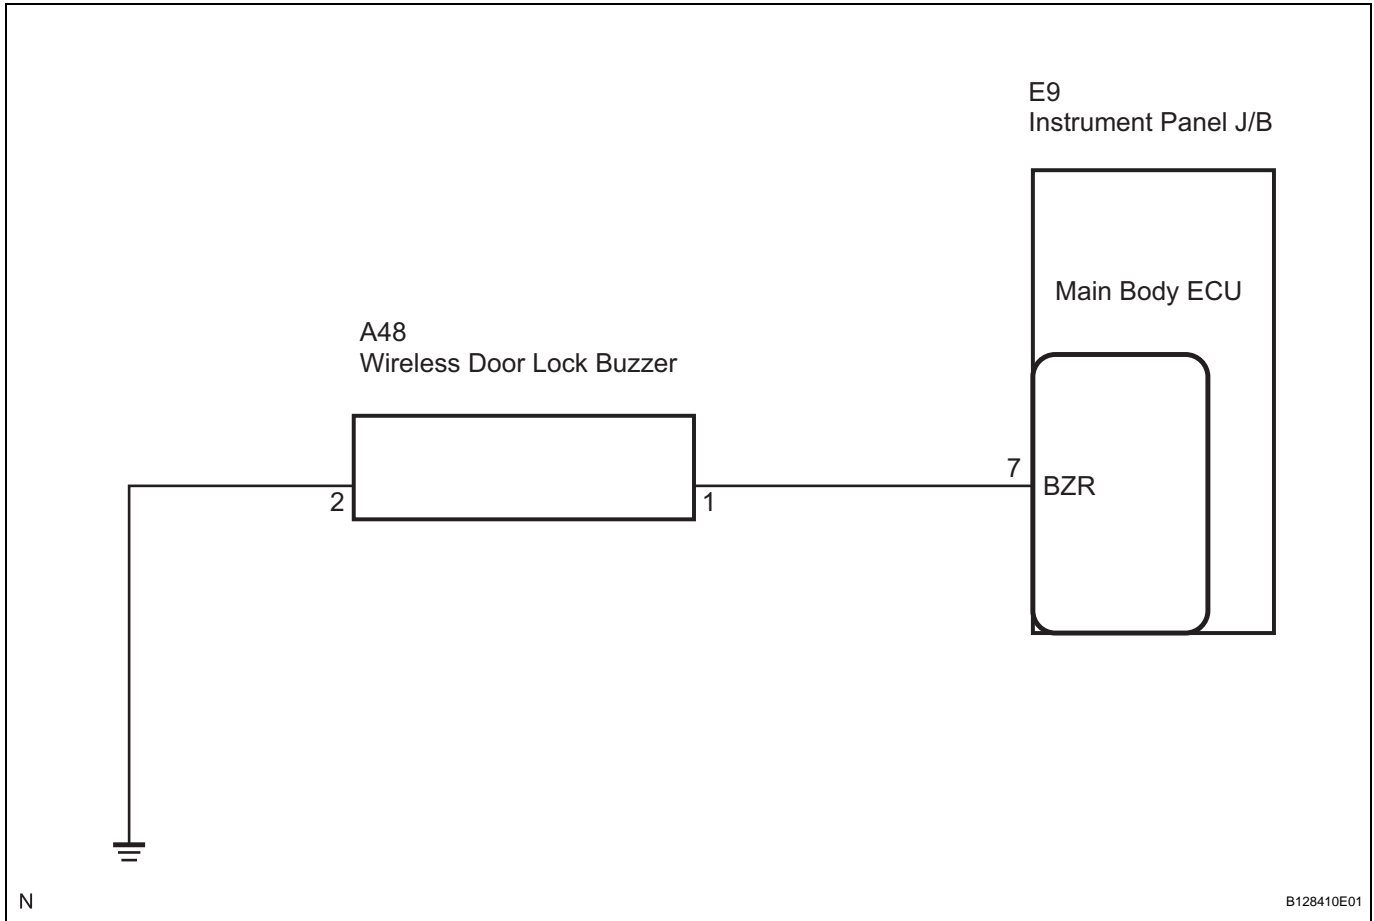 E9
Instrument Panel J/B
Main Body ECU
A48
Wireless Door Lock Buzzer
7
BZR
2
1
N
B128410E01